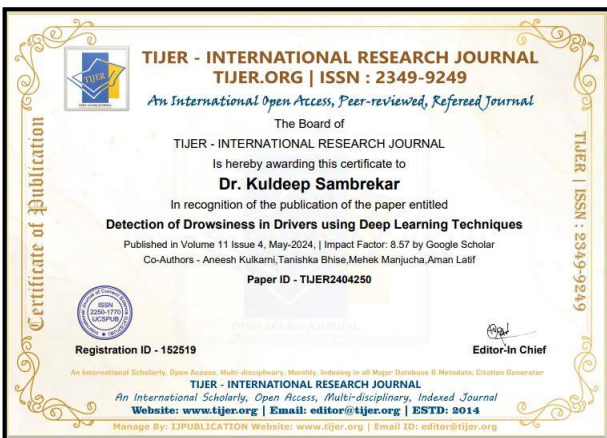 TIJER - INTERNATIONAL RESEARCH JOURNAL
TIJER.ORG | ISSN : 2349-9249
An International Open Access, Peer-reviewed, Refereed Journal
The Board of
TIJER - INTERNATIONAL RESEARCH JOURNAL
Is hereby awarding this certificate to
Dr. Kuldeep Sambrekar
In recognition of the publication of the paper entitled
Detection of Drowsiness in Drivers using Deep Learning Techniques
Published in Volume 11 Issue 4, May-2024, | Impact Factor: 8.57 by Google Scholar
Co-Authors - Aneesh Kulkarni,Tanishka Bhise,Mehek Manjucha,Aman Latif
Paper ID - TIJER2404250
Certificate of Publication
TIJER | ISSN : 2349-9249
TIJER
ISSN
2250-1770
IJCSPUB
Registration ID - 152519
Editor-In Chief
An International Scholarly, Open Access, Multi-disciplinary, Monthly, Indexing in all Major Database & Metadata, Citation Generator
TIJER - INTERNATIONAL RESEARCH JOURNAL
An International Scholarly, Open Access, Multi-disciplinary, Indexed Journal
Website: www.tijer.org | Email: editor@tijer.org | ESTD: 2014
Manage By: IJPUBLICATION Website: www.tijer.org | Email ID: editor@tijer.org